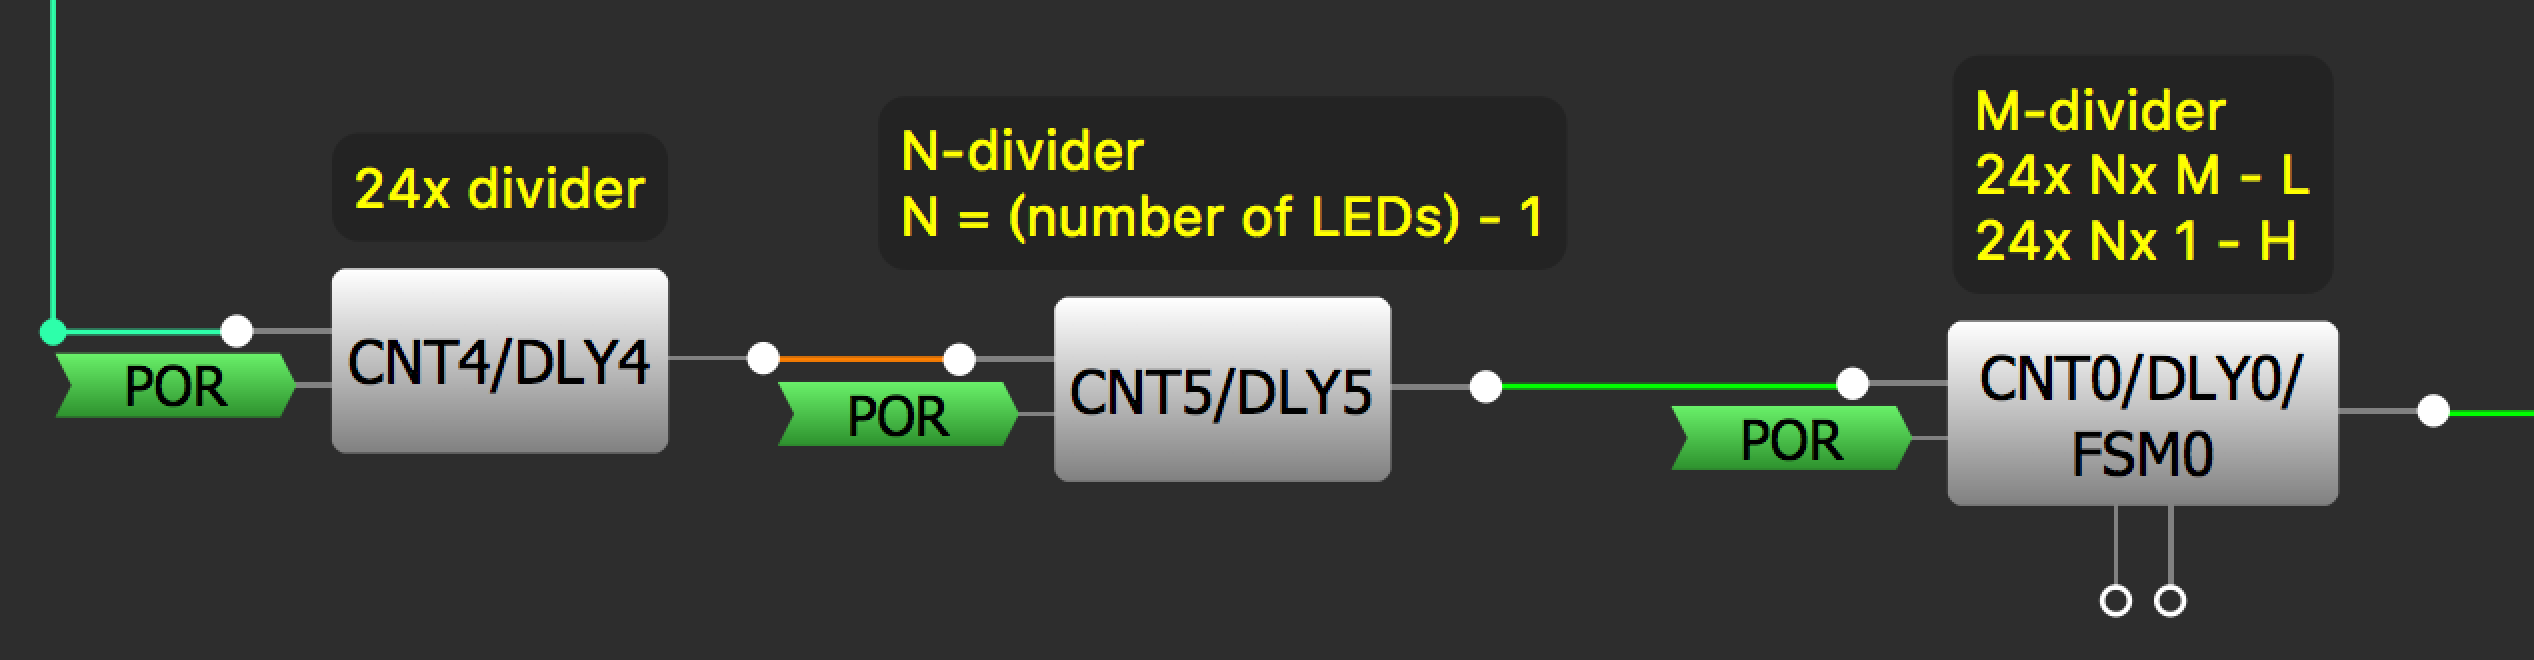 24x divider
N-divider
N = (number of LEDs) - 1
M-divider
24x Nx M - L
24x Nx 1 - H
POR
CNT4/DLY4
POR
CNT5/DLY5
POR
CNT0/DLY0/
FSM0